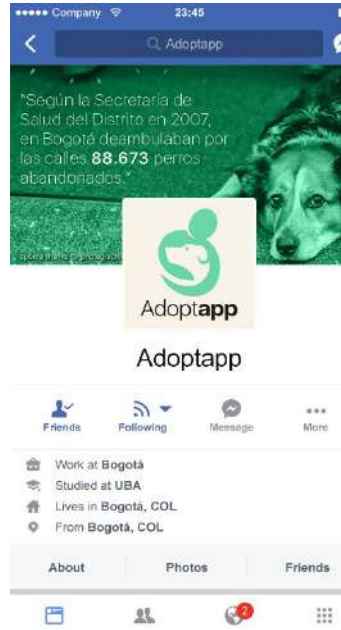 Company
23:45
Adoptapp
"Según la Secretaría de
Salud del Distrito en 2007,
en Bogotá deambulaban por
las calles 88.673 perros
abandonados."
Adoptapp
Adoptapp
Friends
Following
Message
More
Work at Bogotá
Studied at UBA
Lives in Bogotá, COL
From Bogotá, COL
About
Photos
Friends
2